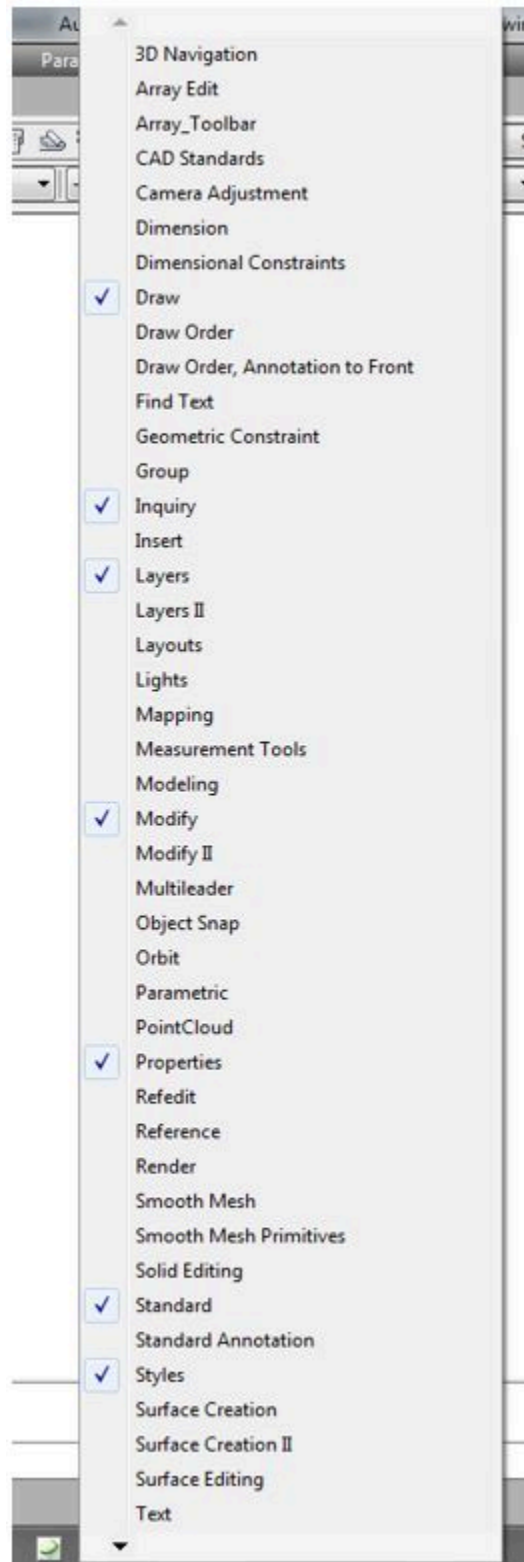 Au
Para
3D Navigation
Array Edit
Array_Toolbar
CAD Standards
Camera Adjustment
Dimension
Dimensional Constraints
Draw
Draw Order
Draw Order, Annotation to Front
Find Text
Geometric Constraint
Group
Inquiry
Insert
Layers
Layers II
Layouts
Lights
Mapping
Measurement Tools
Modeling
Modify
Modify II
Multileader
Object Snap
Orbit
Parametric
PointCloud
Properties
Refedit
Reference
Render
Smooth Mesh
Smooth Mesh Primitives
Solid Editing
Standard
Standard Annotation
Styles
Surface Creation
Surface Creation II
Surface Editing
Text